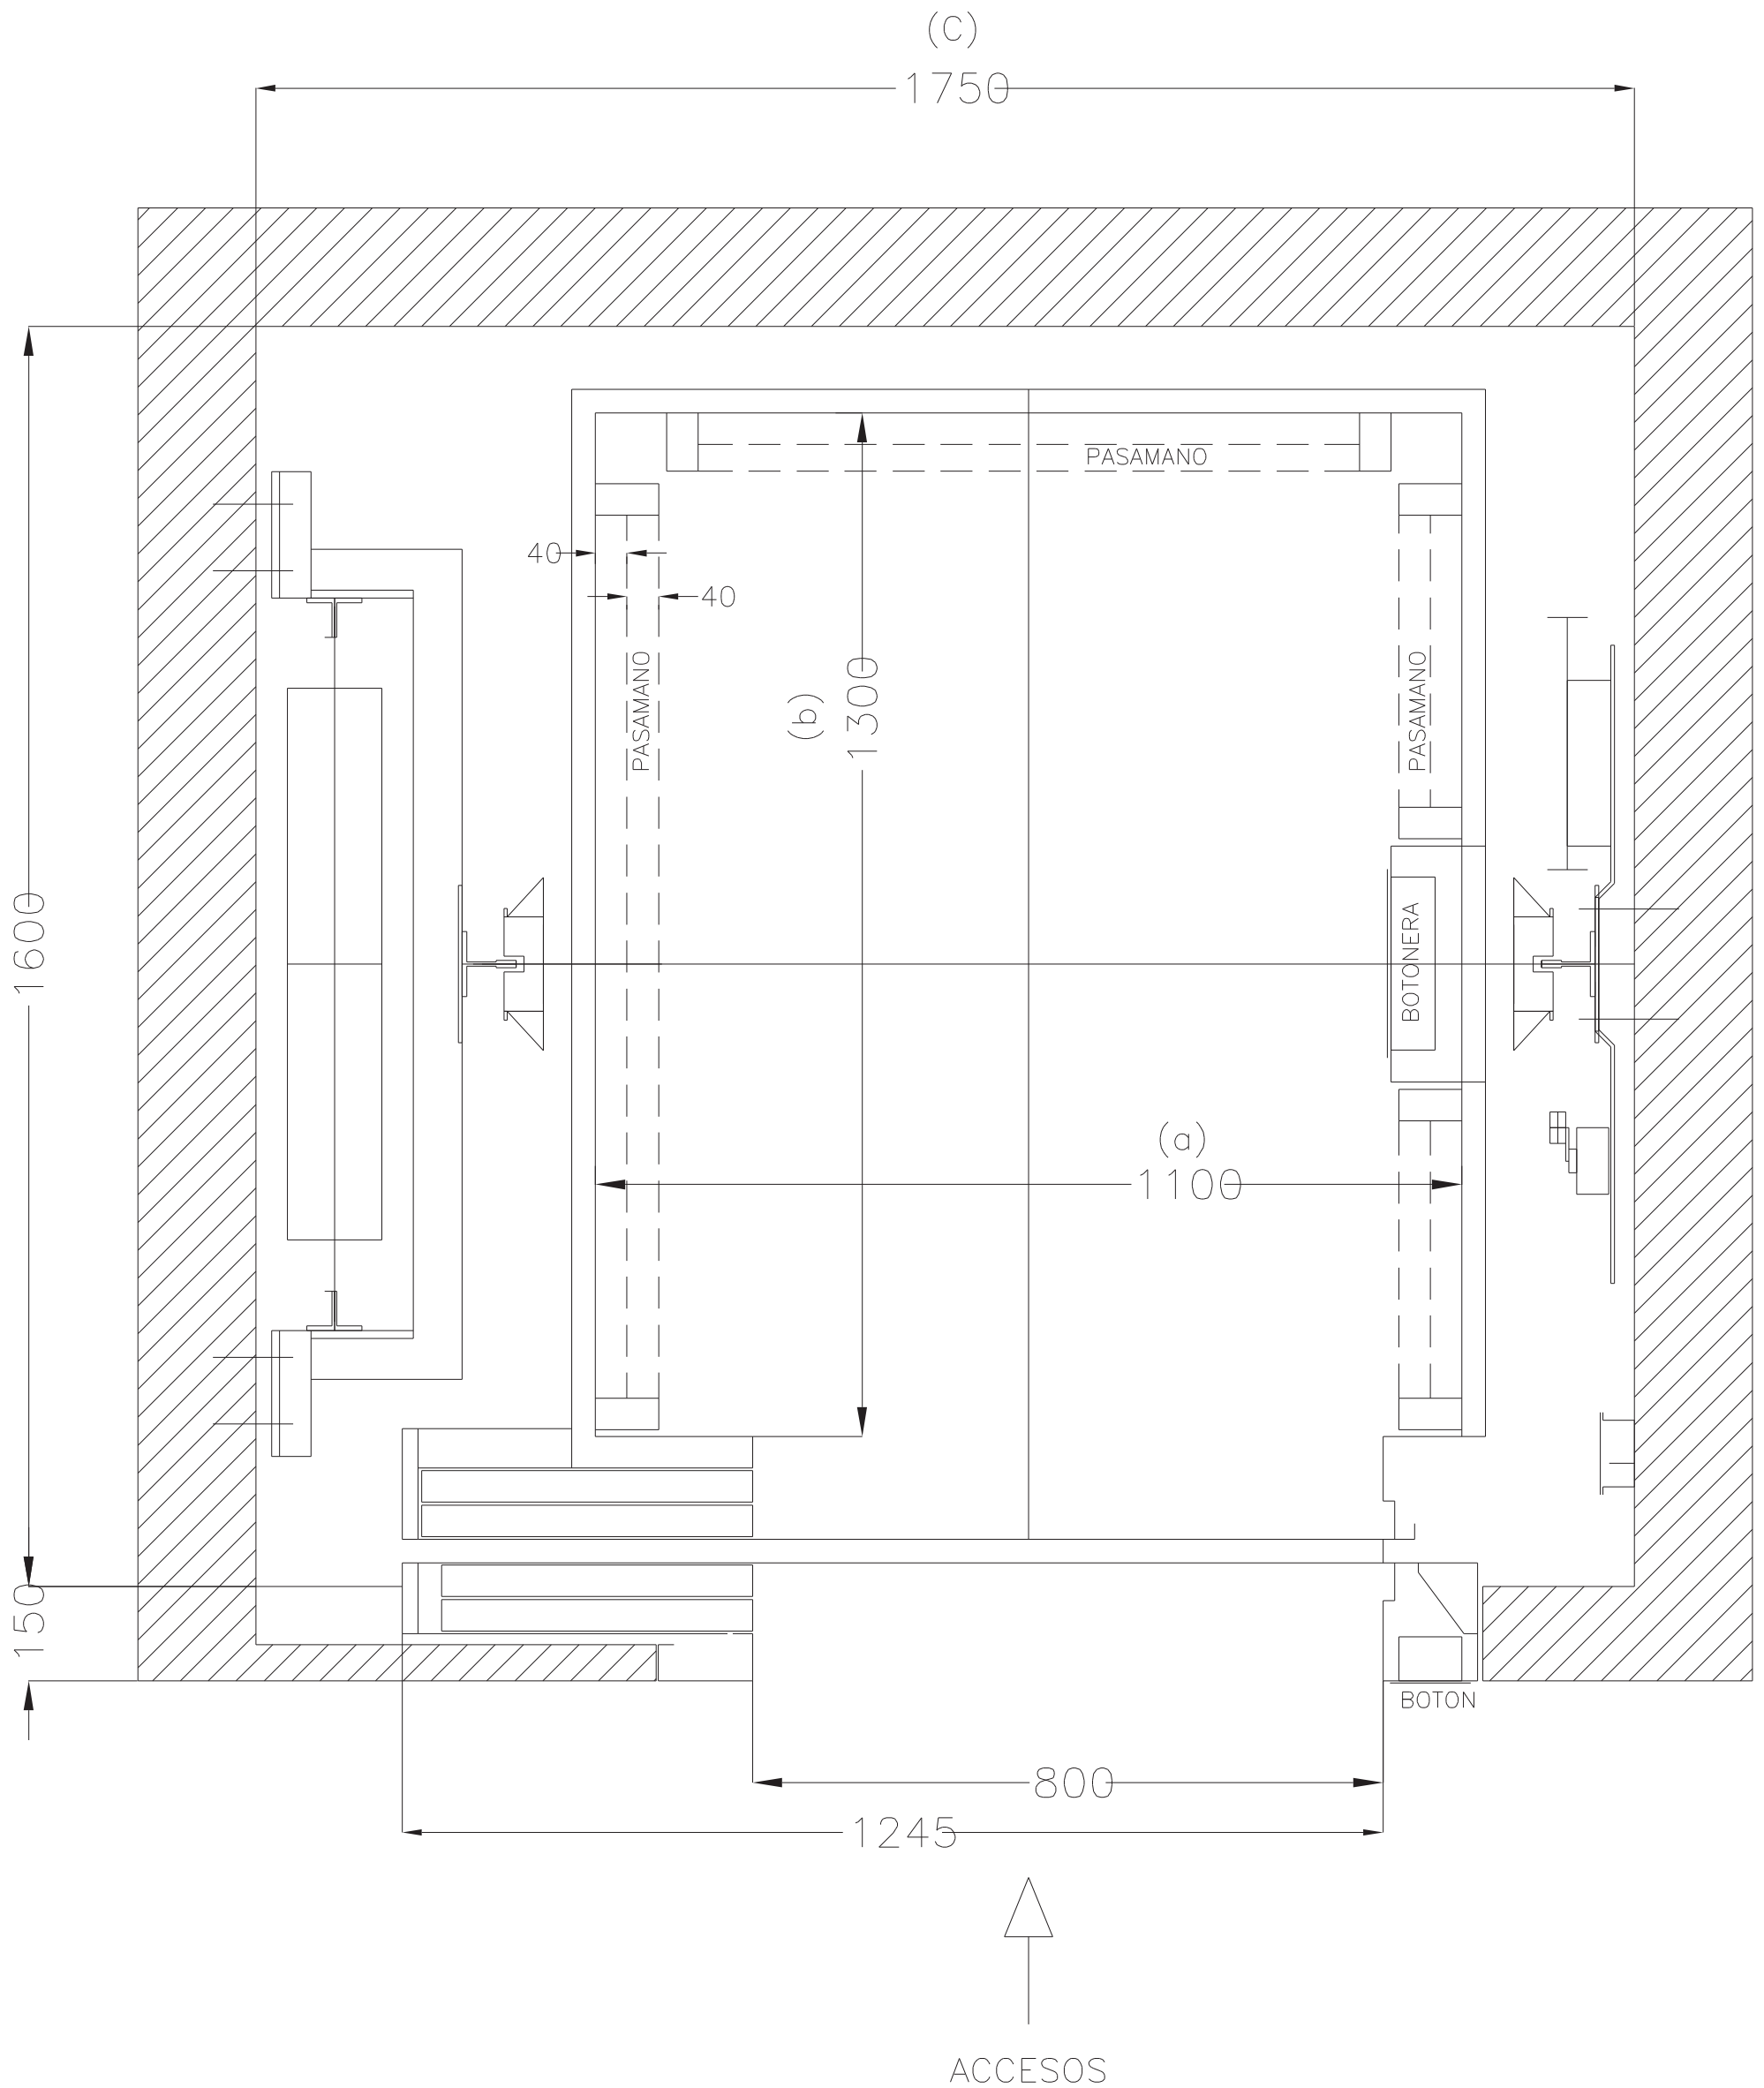 (C)
1750
PASAMANO
40
40
PASAMANO
(b)
1300
PASAMANO
1600
BOTONERA
(a)
1100
150
BOTON
800
1245
ACCESOS